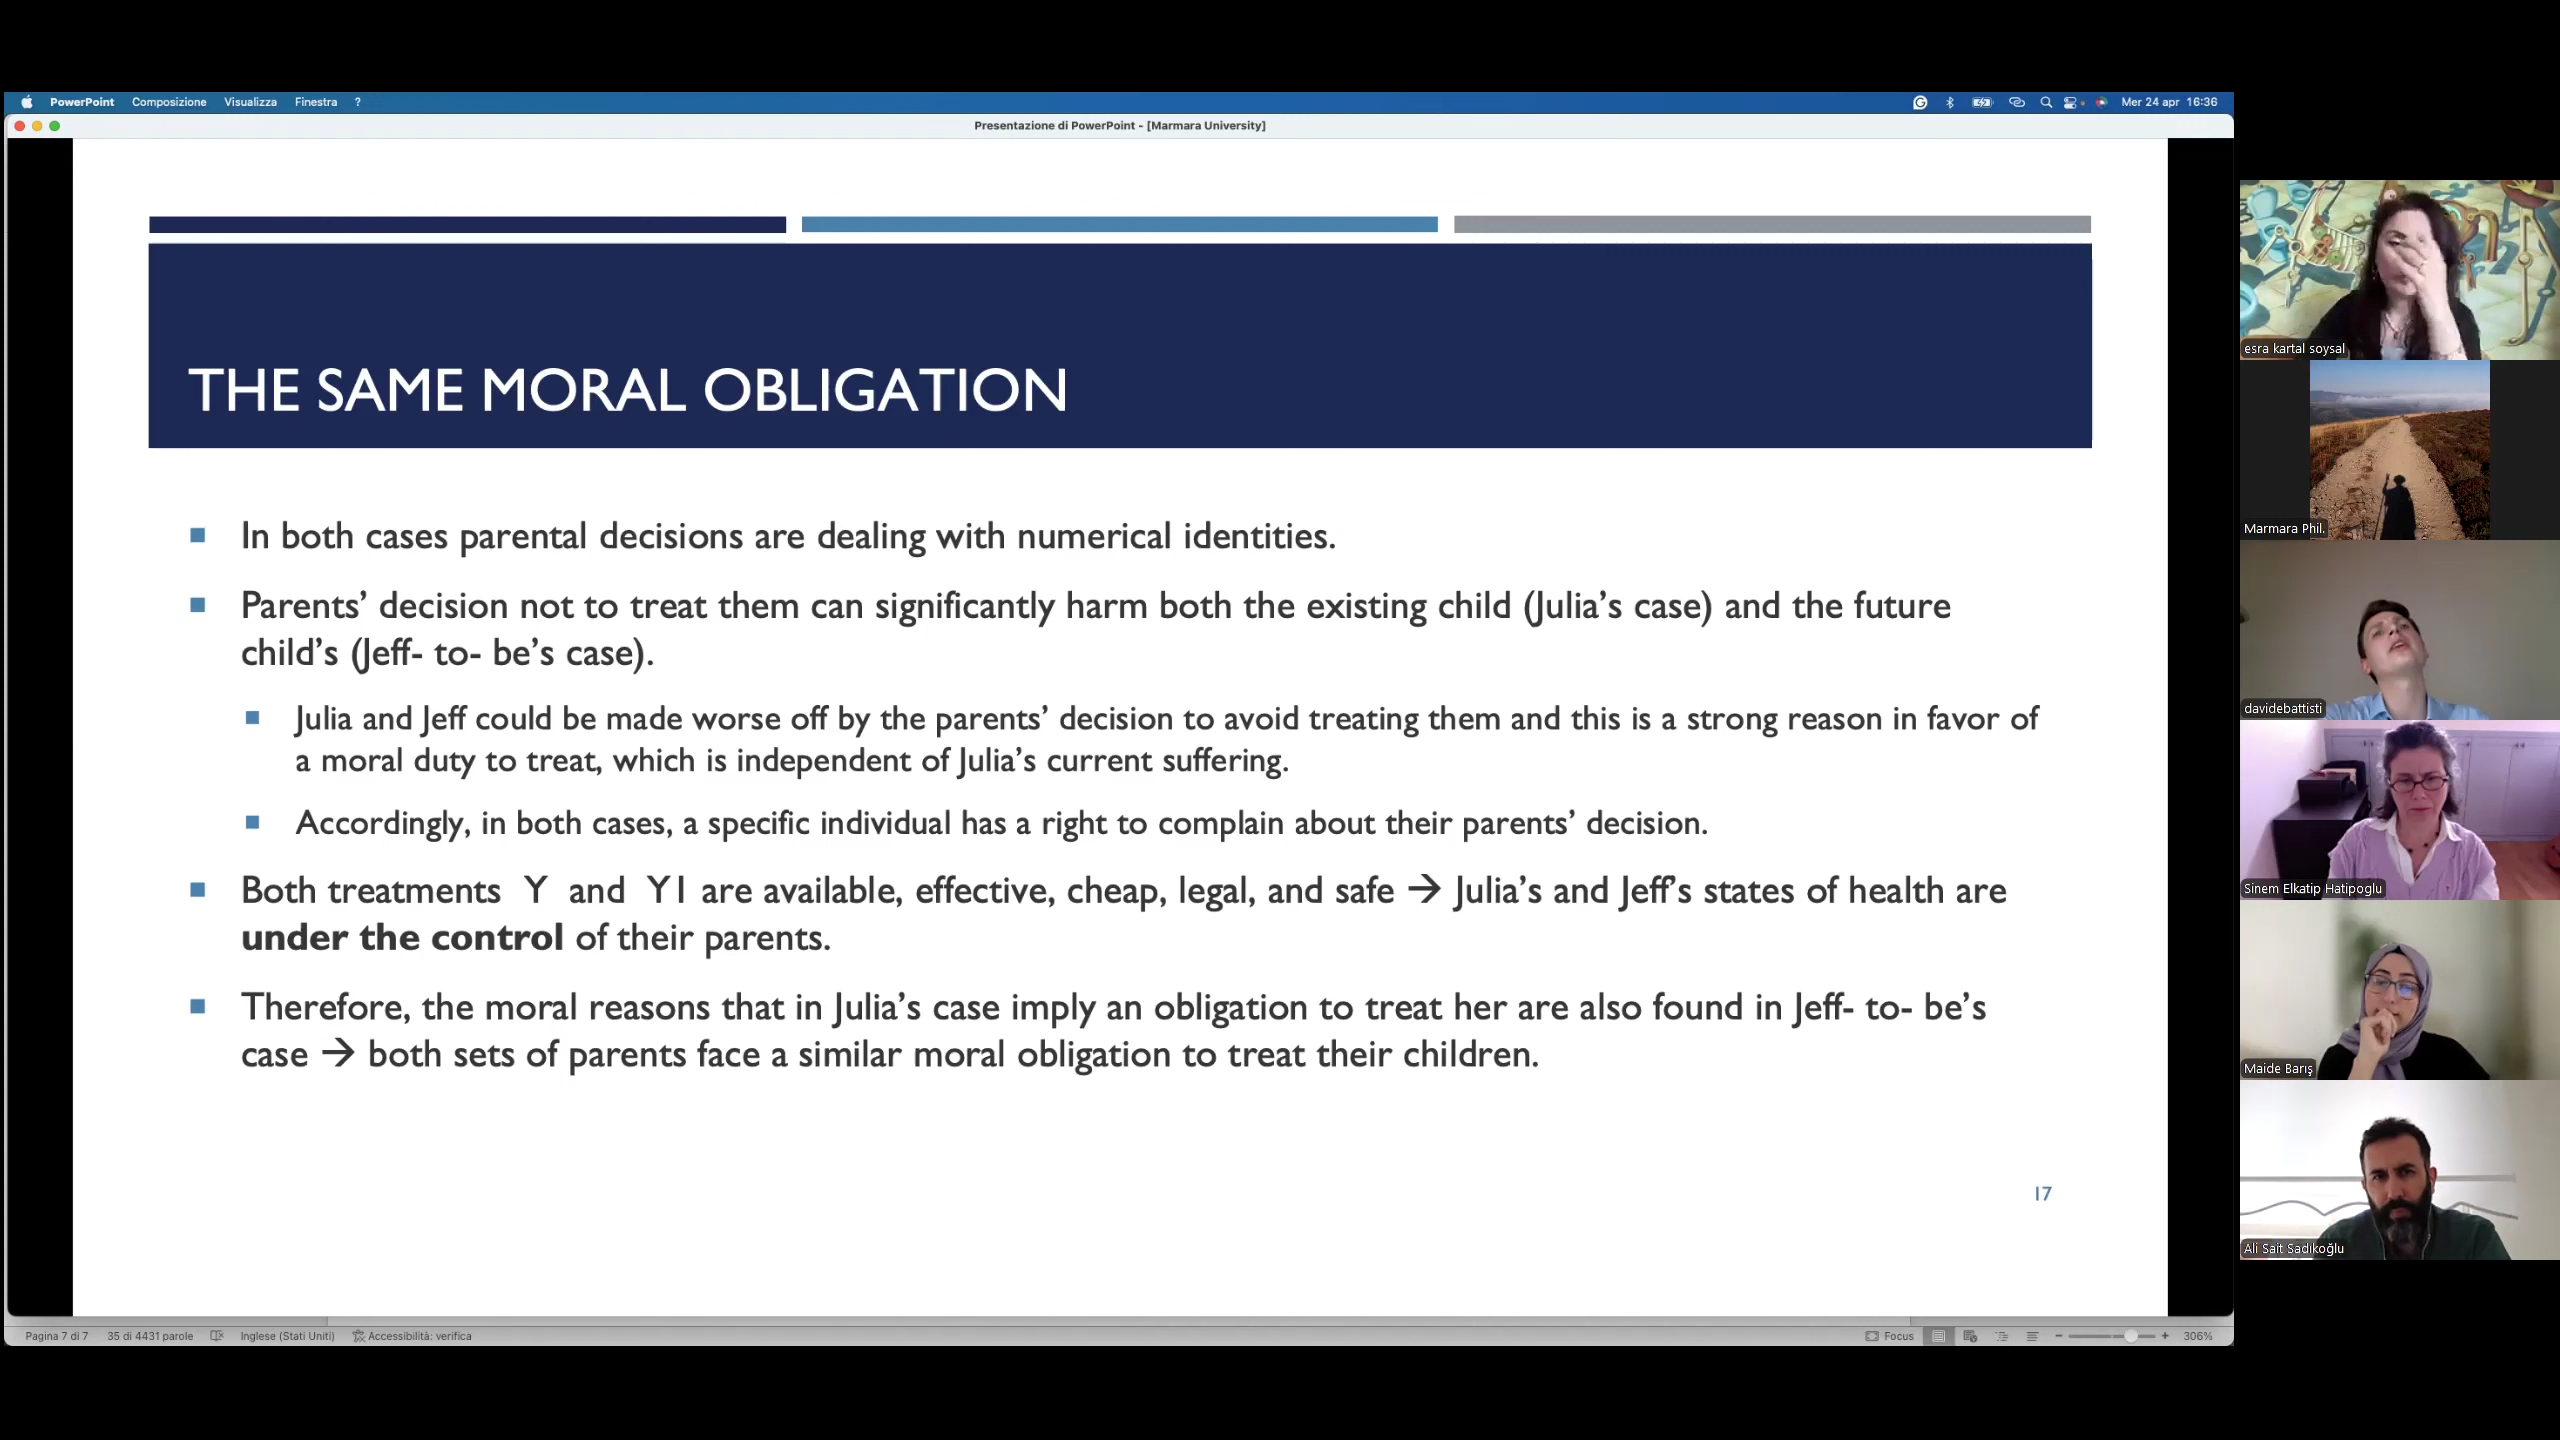 PowerPoint Composizione Visualizza Finestra ? Mer 24 apr 16:36
Presentazione di PowerPoint - [Marmara University]
THE SAME MORAL OBLIGATION
In both cases parental decisions are dealing with numerical identities.
Parents’ decision not to treat them can significantly harm both the existing child (Julia’s case) and the future
child’s (Jeff- to- be’s case).
Julia and Jeff could be made worse off by the parents’ decision to avoid treating them and this is a strong reason in favor of
a moral duty to treat, which is independent of Julia’s current suffering.
Accordingly, in both cases, a specific individual has a right to complain about their parents’ decision.
Both treatments Y and Y1 are available, effective, cheap, legal, and safe → Julia’s and Jeff’s states of health are
under the control of their parents.
Therefore, the moral reasons that in Julia’s case imply an obligation to treat her are also found in Jeff- to- be’s
case → both sets of parents face a similar moral obligation to treat their children.
17
Pagina 7 di 7 35 di 4431 parole Inglese (Stati Uniti) Accessibilità: verifica Focus 306%
esra kartal soysal
Marmara Phil.
davidebattisti
Sinem Elkatip Hatipoglu
Maide Barış
Ali Sait Sadıkoğlu